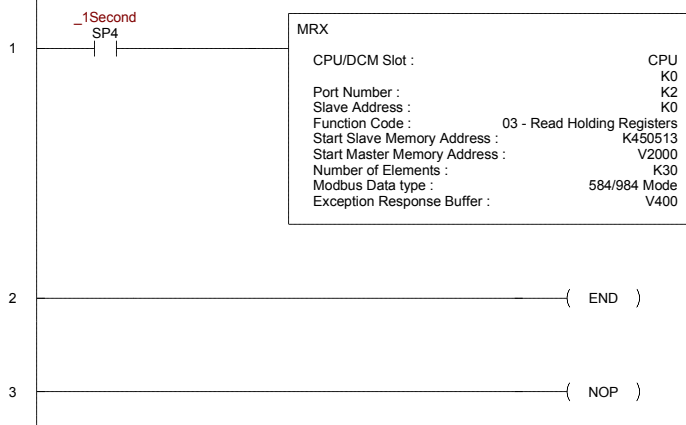 _1Second
SP4
1
MRX
CPU/DCM Slot : CPU
K0
Port Number : K2
Slave Address : K0
Function Code : 03 - Read Holding Registers
Start Slave Memory Address : K450513
Start Master Memory Address : V2000
Number of Elements : K30
Modbus Data type : 584/984 Mode
Exception Response Buffer : V400
2 ( END )
3 ( NOP )